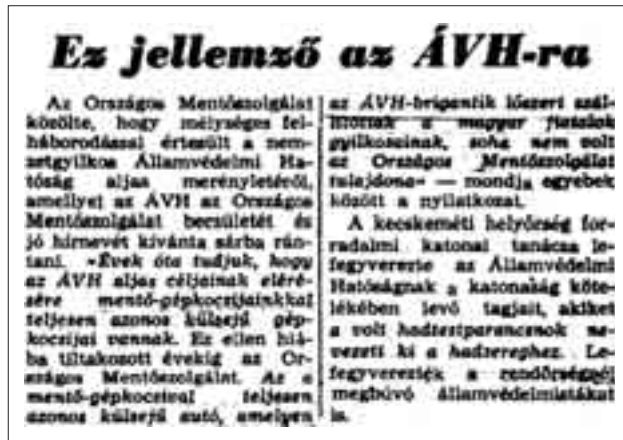 Ez jellemző az ÁVH-ra
Az Országos Mentőszolgálat
közölte, hogy mélységes fel-
háborodással értesült a nem-
zetgyilkos Államvédelmi Ha-
tóság aljas merényletéről,
amellyel az ÁVH az Országos
Mentőszolgálat becsületét és
jó hírnevét kívánta sárba rán-
tani. »Évek óta tudjuk, hogy
az ÁVH aljas céljainak eléré-
sére mentő-gépkocsijainkkal
teljesen azonos külsejű gép-
kocsijai vannak. Ez ellen hiá-
ba tiltakozott évekig az Or-
szágos Mentőszolgálat. Az a
mentő-gépkocsival teljesen
azonos külsejű autó, amelyen
az ÁVH-brigantik lőszert szál-
lítottak a magyar fiatalok
gyilkosainak, soha nem volt
az Országos Mentőszolgálat
tulajdona« — mondja egyebek
között a nyilatkozat.
A kecskeméti helyőrség for-
radalmi katonai tanácsa le-
fegyverezte az Államvédelmi
Hatóságnak a katonaság köte-
lékében levő tagjait, akiket
a volt hadtestparancsnok ne-
vezett ki a hadsereghez. Le-
fegyverezték a rendőrségnél
megbúvó államvédelmistákat
is.